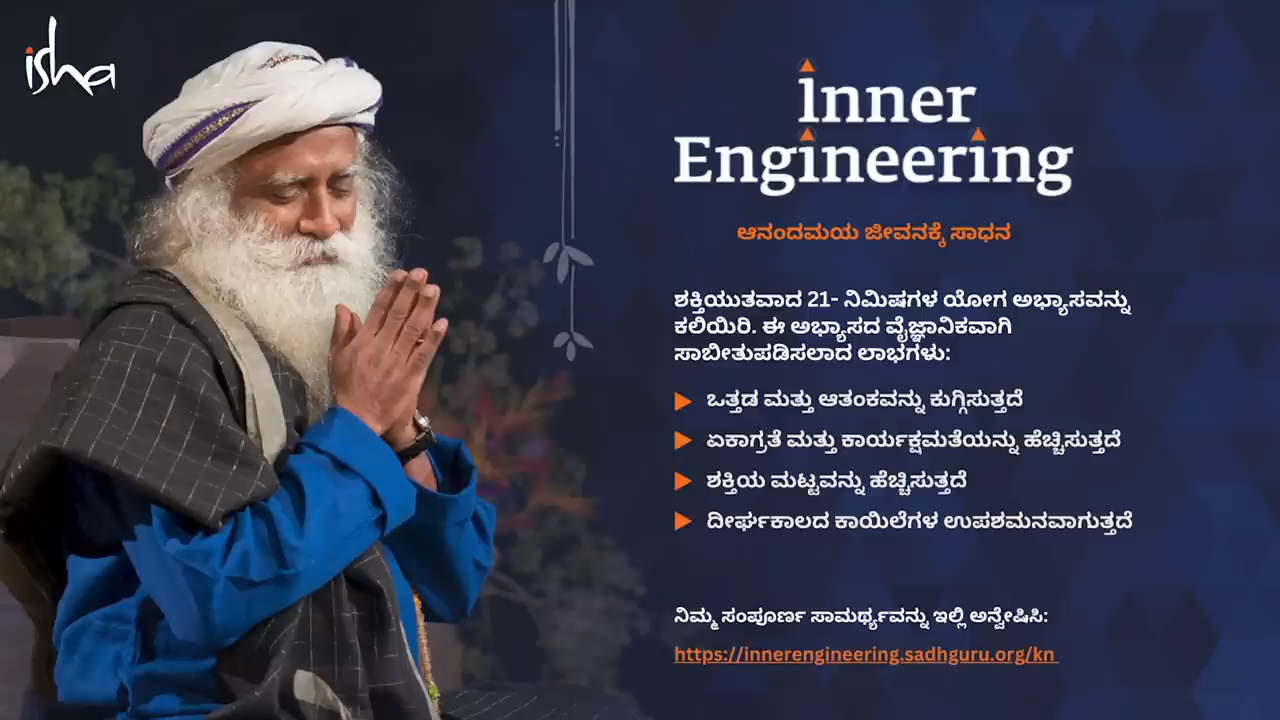 isha
inner
Engineering
ಆನಂದಮಯ ಜೀವನಕ್ಕೆ ಸಾಧನ
ಶಕ್ತಿಯುತವಾದ 21- ನಿಮಿಷಗಳ ಯೋಗ ಅಭ್ಯಾಸವನ್ನು
ಕಲಿಯಿರಿ. ಈ ಅಭ್ಯಾಸದ ವೈಜ್ಞಾನಿಕವಾಗಿ
ಸಾಬೀತುಪಡಿಸಲಾದ ಲಾಭಗಳು:
ಒತ್ತಡ ಮತ್ತು ಆತಂಕವನ್ನು ಕುಗ್ಗಿಸುತ್ತದೆ
ಏಕಾಗ್ರತೆ ಮತ್ತು ಕಾರ್ಯಕ್ಷಮತೆಯನ್ನು ಹೆಚ್ಚಿಸುತ್ತದೆ
ಶಕ್ತಿಯ ಮಟ್ಟವನ್ನು ಹೆಚ್ಚಿಸುತ್ತದೆ
ದೀರ್ಘಕಾಲದ ಕಾಯಿಲೆಗಳ ಉಪಶಮನವಾಗುತ್ತದೆ
ನಿಮ್ಮ ಸಂಪೂರ್ಣ ಸಾಮರ್ಥ್ಯವನ್ನು ಇಲ್ಲಿ ಅನ್ವೇಷಿಸಿ:
https://innerengineering.sadhguru.org/kn